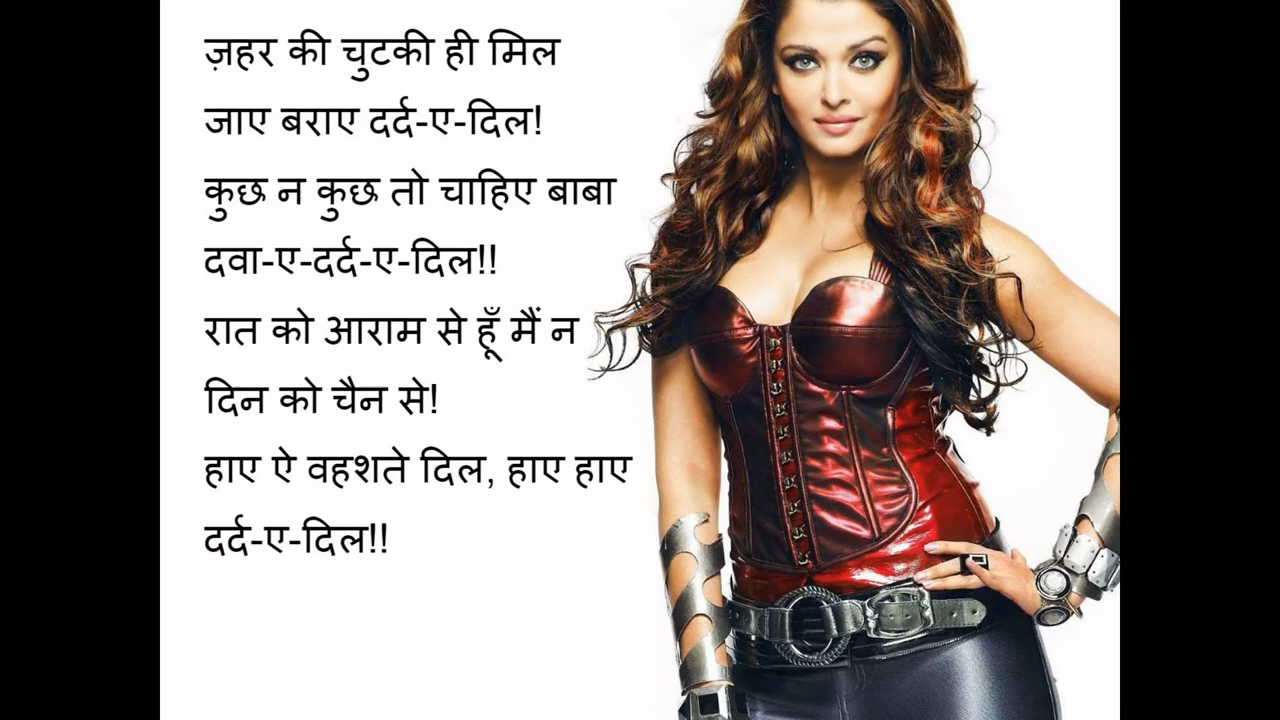 ज़हर की चुटकी ही मिल
जाए बराए दर्द-ए-दिल!
कुछ न कुछ तो चाहिए बाबा
दवा-ए-दर्द-ए-दिल!!
रात को आराम से हूँ मैं न
दिन को चैन से!
हाए ऐ वहशते दिल, हाए हाए
दर्द-ए-दिल!!